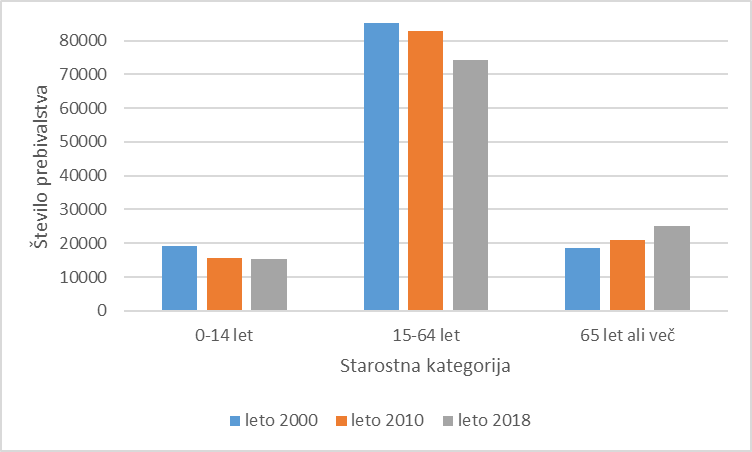 80000
70000
60000
50000
40000
30000
20000
10000
0
Število prebivalstva
0-14 let
15-64 let
65 let ali več
Starostna kategorija
leto 2000
leto 2010
leto 2018